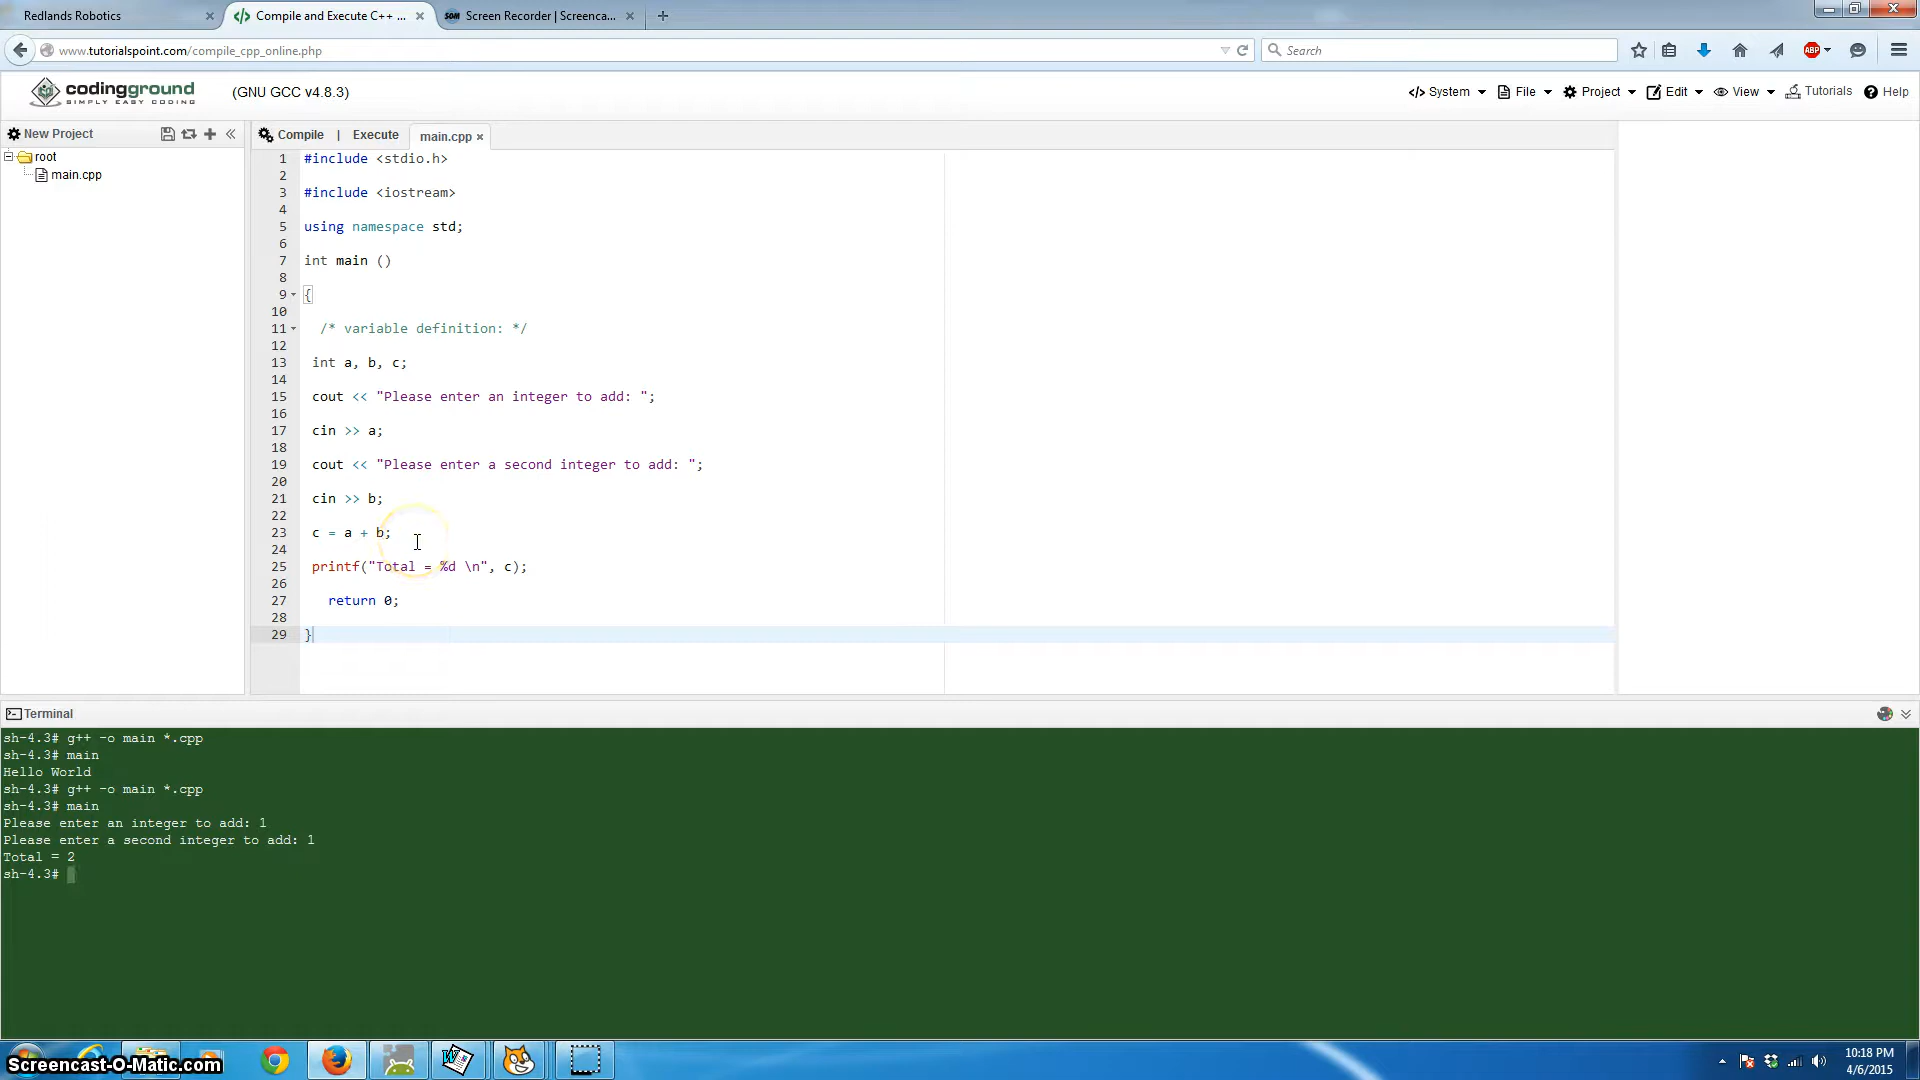 Redlands Robotics
Compile and Execute C++ ...
Screen Recorder | Screenca...
www.tutorialspoint.com/compile_cpp_online.php
Search
ABP
codingground
SIMPLY EASY CODING
(GNU GCC v4.8.3)
System
File
Project
Edit
View
Tutorials
Help
New Project
Compile | Execute
main.cpp
root
main.cpp
1 #include <stdio.h>
2
3 #include <iostream>
4
5 using namespace std;
6
7 int main ()
8
9 {
10
11 /* variable definition: */
12
13 int a, b, c;
14
15 cout << "Please enter an integer to add: ";
16
17 cin >> a;
18
19 cout << "Please enter a second integer to add: ";
20
21 cin >> b;
22
23 c = a + b;
24
25 printf("Total = %d \n", c);
26
27 return 0;
28
29 }
Terminal
sh-4.3# g++ -o main *.cpp
sh-4.3# main
Hello World
sh-4.3# g++ -o main *.cpp
sh-4.3# main
Please enter an integer to add: 1
Please enter a second integer to add: 1
Total = 2
sh-4.3#
Screencast-O-Matic.com
10:18 PM
4/6/2015